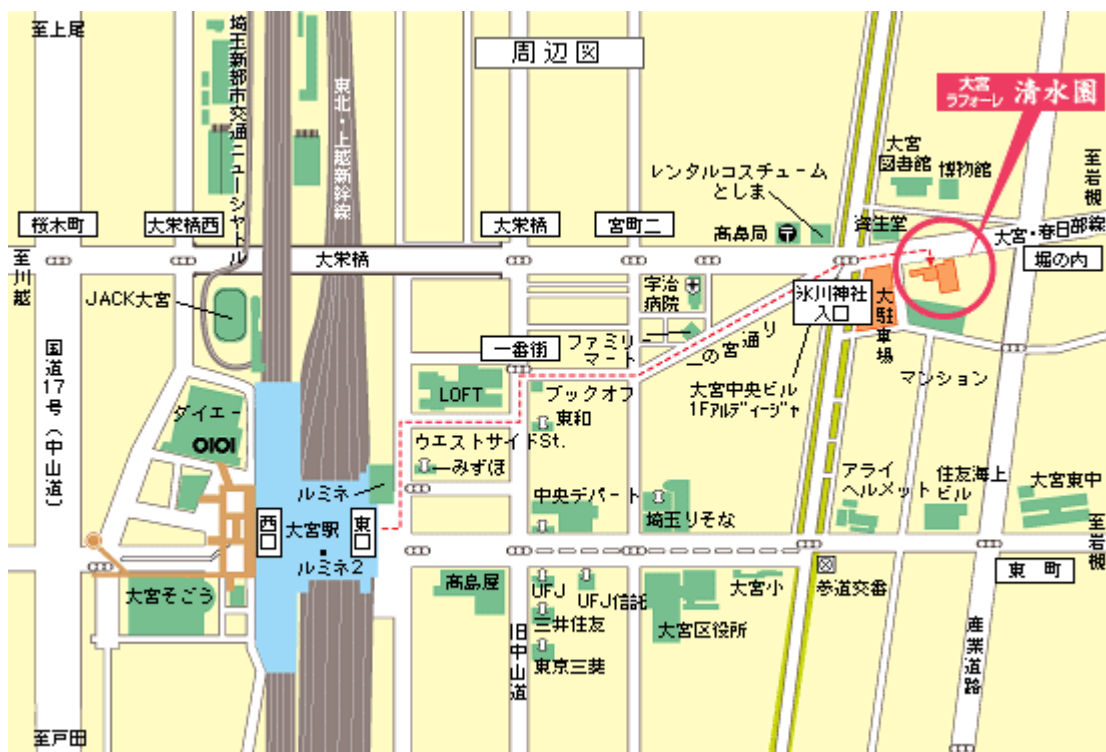 至上尾
埼玉新都市交通ニューシャトル
東北・上越新幹線
周辺図
大宮
ラフォーレ
清水園
大宮
図書館
博物館
至岩槻
レンタルコスチューム
としま
桜木町
大栄橋西
大栄橋
宮町二
高鼻局
資生堂
大宮・春日部線
堀の内
至川越
大栄橋
JACK大宮
宇治
病院
氷川神社
入口
大駐車場
国道17号(中山道)
一番街
ファミリー
マート
一の宮通り
LOFT
ブックオフ
東和
大宮中央ビル
1Fアルディージャ
マンション
ダイエー
OIOI
ウエストサイドSt.
みずほ
ルミネ
中央デパート
埼玉りそな
アライ
ヘルメット
住友海上
ビル
大宮東中
西口
大宮駅
東口
ルミネ2
至岩槻
東町
大宮そごう
高島屋
UFJ
UFJ信託
三井住友
東京三菱
大宮区役所
大宮小
参道交番
旧中山道
産業道路
至戸田